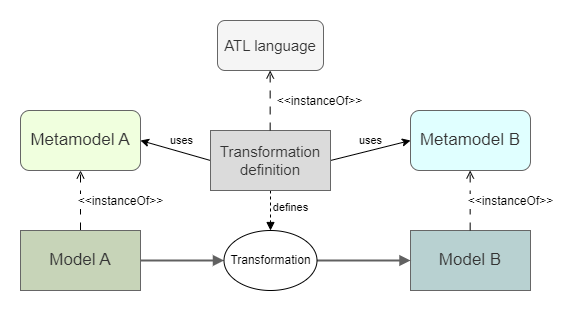 ATL language
<<instanceOf>>
Metamodel A
uses
Transformation
definition
uses
Metamodel B
<<instanceOf>>
defines
<<instanceOf>>
Model A
Transformation
Model B